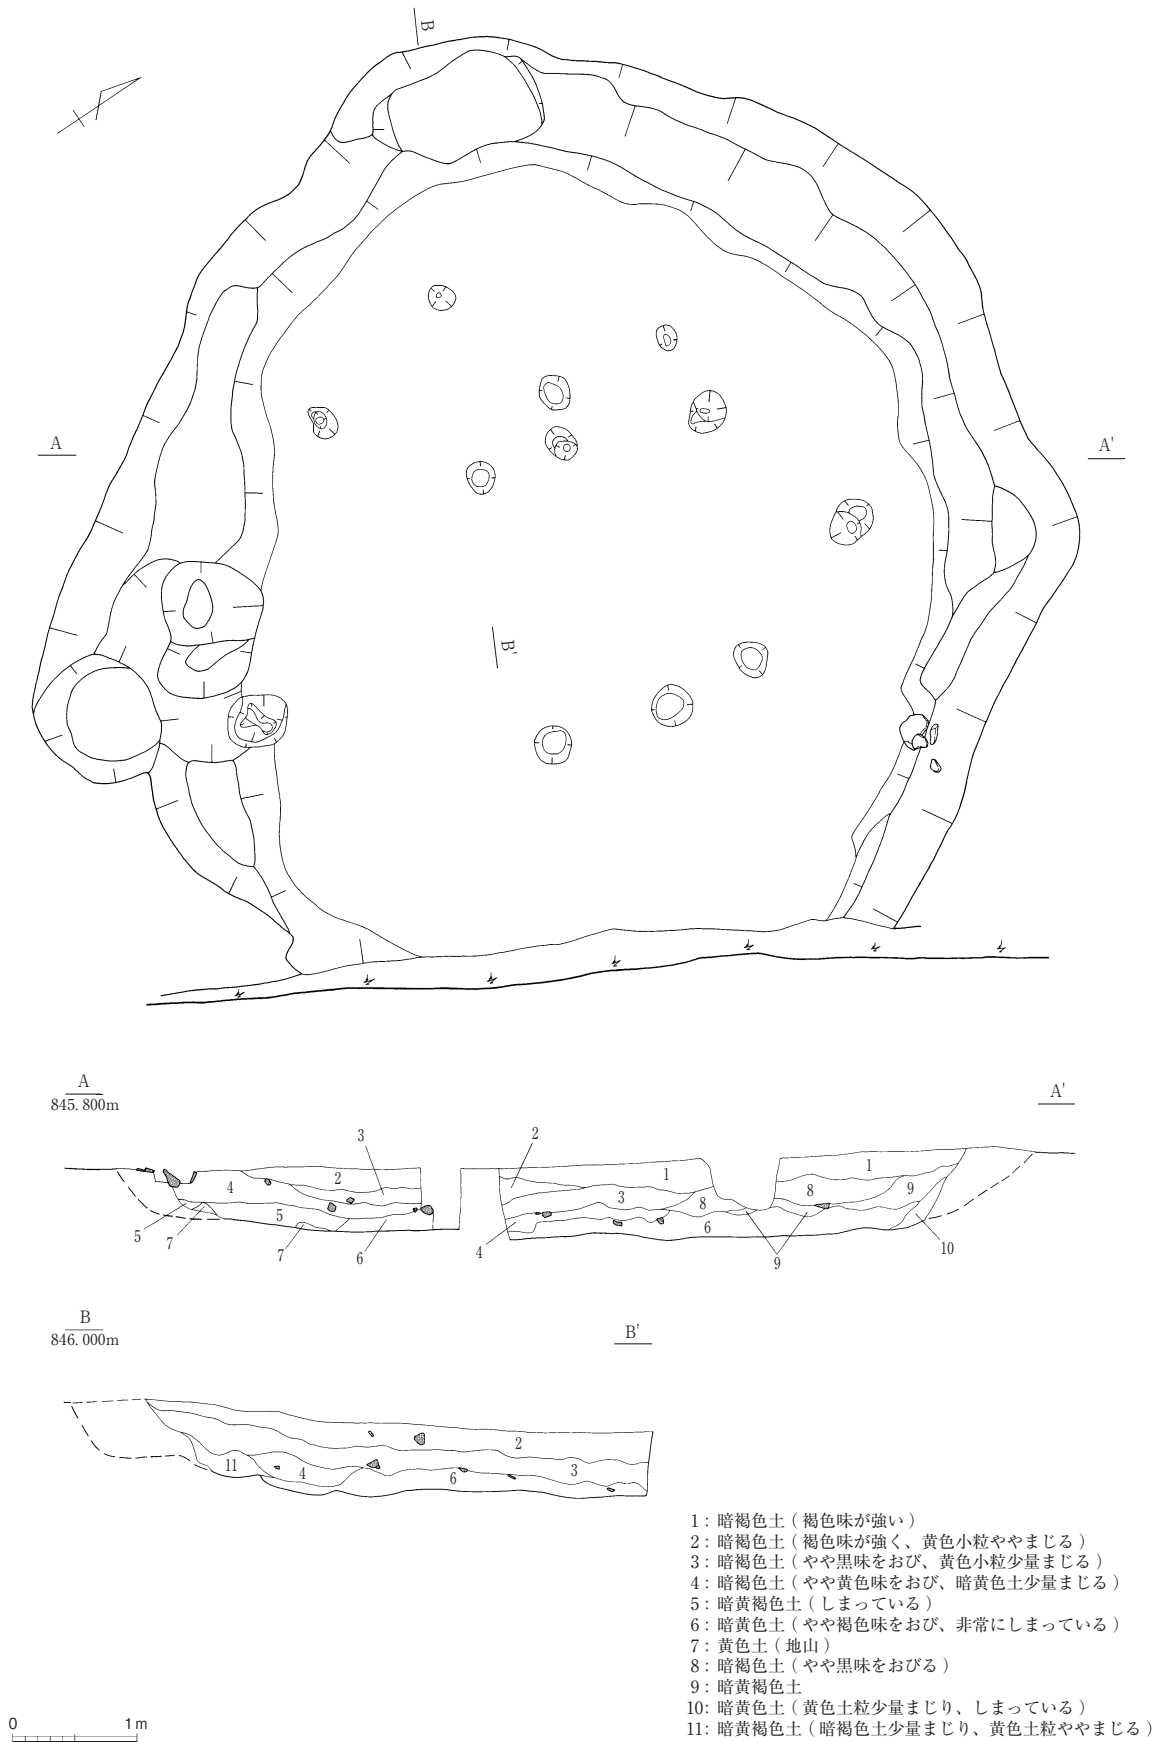 B
A
A'
B'
A
845.800m
A'
3
2
2
4
5
5
7
7
6
1
3
8
6
4
1
8
9
9
10
B
846.000m
B'
2
11
4
6
3
1：暗褐色土（褐色味が強い）
2：暗褐色土（褐色味が強く、黄色小粒ややまじる）
3：暗褐色土（やや黒味をおび、黄色小粒少量まじる）
4：暗褐色土（やや黄色味をおび、暗黄色土少量まじる）
5：暗黄褐色土（しまっている）
6：暗黄色土（やや褐色味をおび、非常にしまっている）
7：黄色土（地山）
8：暗褐色土（やや黒味をおびる）
9：暗黄褐色土
10：暗黄色土（黄色土粒少量まじり、しまっている）
11：暗黄褐色土（暗褐色土少量まじり、黄色土粒ややまじる）
0 1m